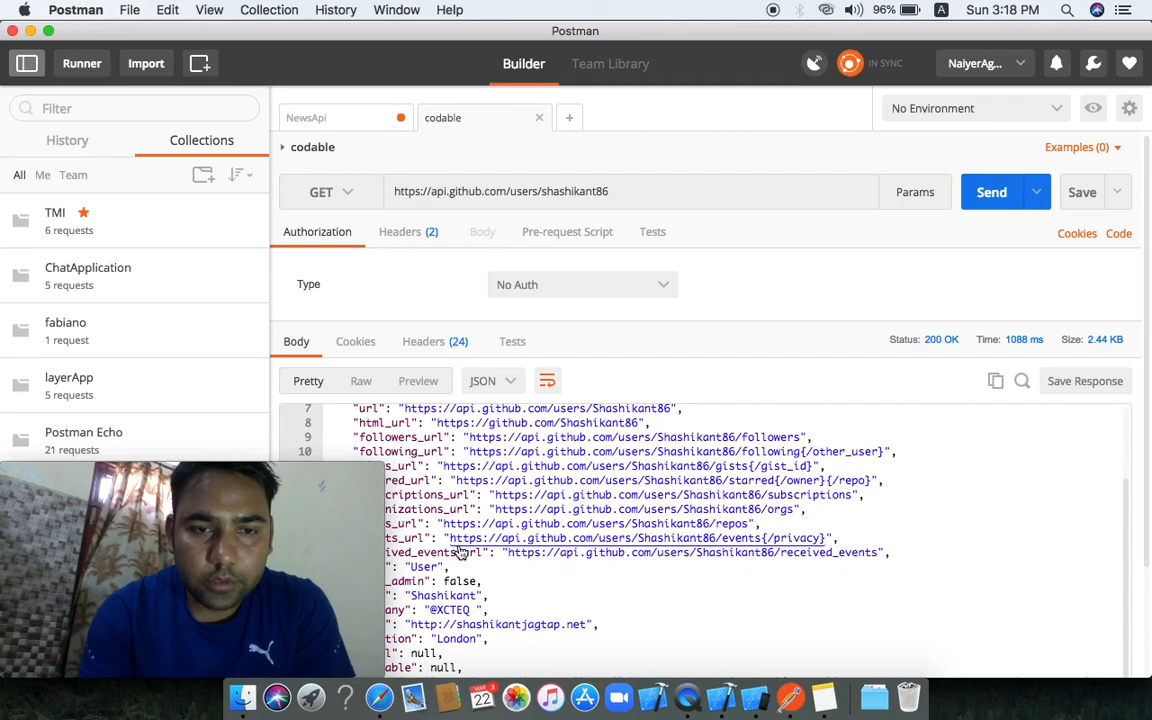 Postman File Edit View Collection History Window Help 96% A Sun 3:18 PM
Postman
Runner Import Builder Team Library IN SYNC NaiyerAg...
Filter NewsApi codable No Environment
History Collections codable Examples (0)
All Me Team GET https://api.github.com/users/shashikant86 Params Send Save
TMI
6 requests
Authorization Headers (2) Body Pre-request Script Tests Cookies Code
ChatApplication
5 requests
Type No Auth
fabiano
1 request
Body Cookies Headers (24) Tests Status: 200 OK Time: 1088 ms Size: 2.44 KB
layerApp
5 requests
Pretty Raw Preview JSON Save Response
Postman Echo
21 requests
7 "url": "https://api.github.com/users/Shashikant86",
8 "html_url": "https://github.com/Shashikant86",
9 "followers_url": "https://api.github.com/users/Shashikant86/followers",
10 "following_url": "https://api.github.com/users/Shashikant86/following{/other_user}",
s_url": "https://api.github.com/users/Shashikant86/gists{/gist_id}",
red_url": "https://api.github.com/users/Shashikant86/starred{/owner}{/repo}",
criptions_url": "https://api.github.com/users/Shashikant86/subscriptions",
nizations_url": "https://api.github.com/users/Shashikant86/orgs",
s_url": "https://api.github.com/users/Shashikant86/repos",
ts_url": "https://api.github.com/users/Shashikant86/events{/privacy}",
ived_events_url": "https://api.github.com/users/Shashikant86/received_events",
": "User",
_admin": false,
": "Shashikant",
any": "@XCTEQ ",
": "http://shashikantjagtap.net",
tion": "London",
l": null,
able": null,
MAR 22 3